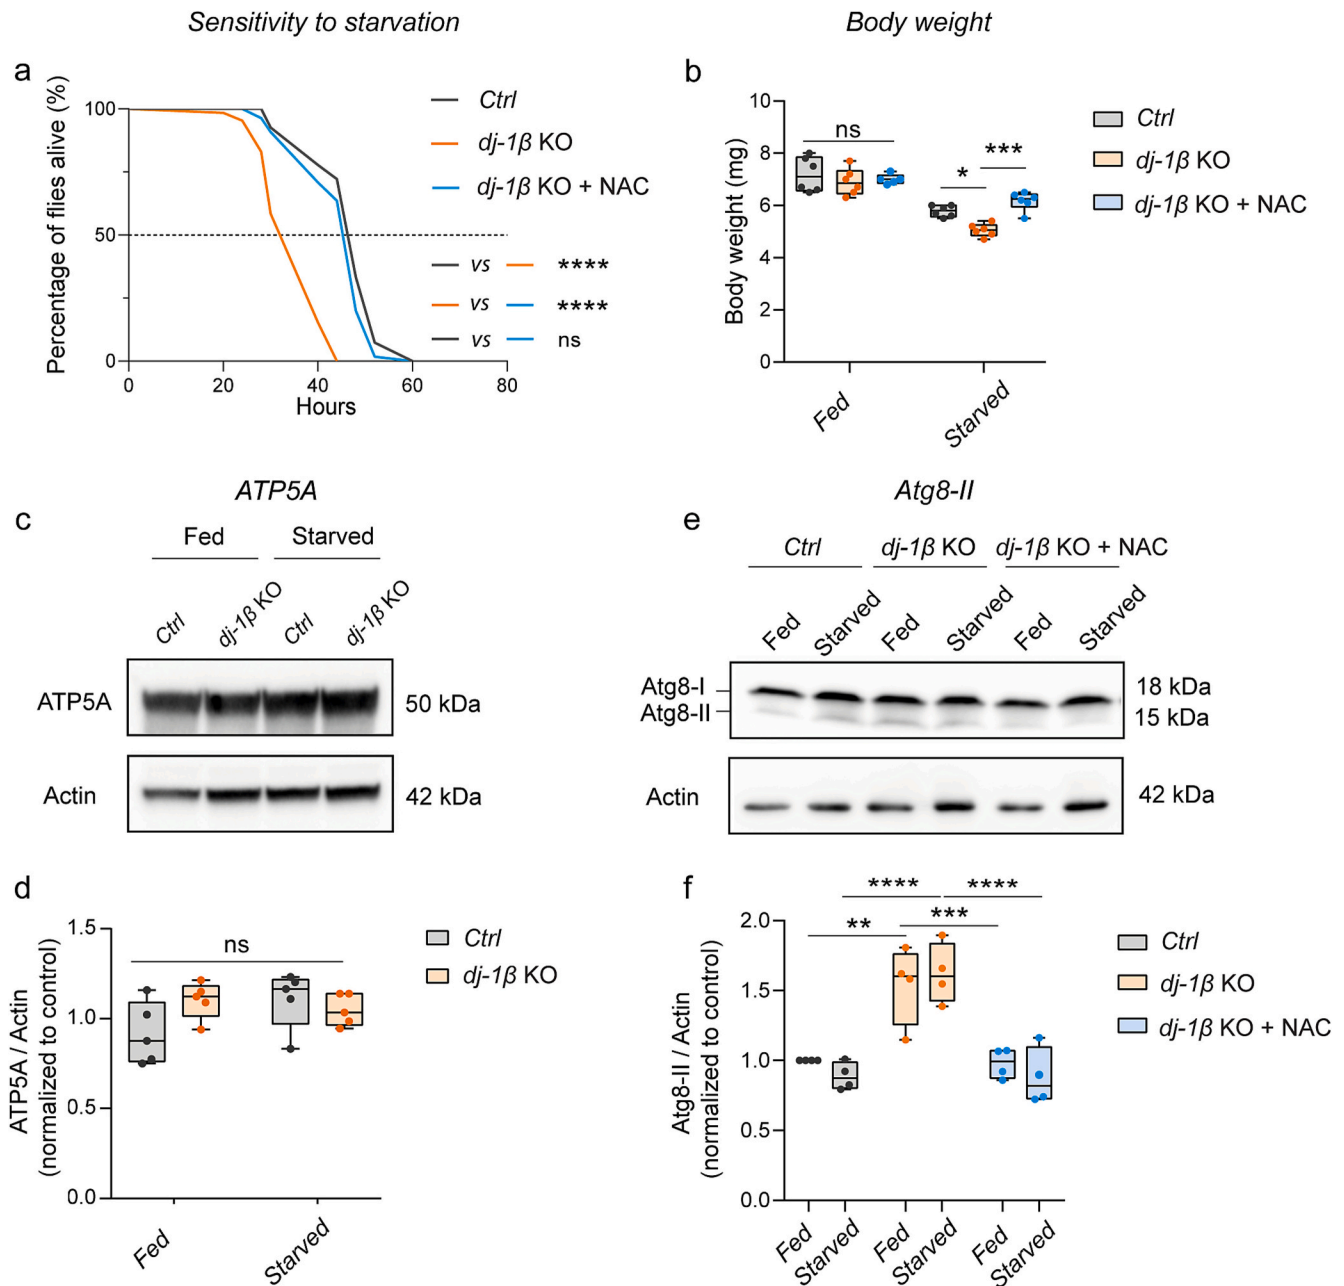 Sensitivity to starvation
Body weight
a
Percentage of flies alive (%)
100
50
0
0 20 40 60 80
Hours
Ctrl
dj-1β KO
dj-1β KO + NAC
vs ****
vs ****
vs ns
b
Body weight (mg)
10
8
6
4
2
0
ns
* ***
Fed
Starved
Ctrl
dj-1β KO
dj-1β KO + NAC
ATP5A
c
Fed Starved
Ctrl dj-1β KO Ctrl dj-1β KO
ATP5A 50 kDa
Actin 42 kDa
Atg8-II
e
Ctrl dj-1β KO dj-1β KO + NAC
Fed Starved Fed Starved Fed Starved
Atg8-I 18 kDa
Atg8-II 15 kDa
Actin 42 kDa
d
ATP5A / Actin
(normalized to control)
1.5
1.0
0.5
0.0
ns
Fed
Starved
Ctrl
dj-1β KO
f
Atg8-II / Actin
(normalized to control)
2.0
1.5
1.0
0.5
0.0
**** ****
** ***
Fed Starved Fed Starved Fed Starved
Ctrl
dj-1β KO
dj-1β KO + NAC